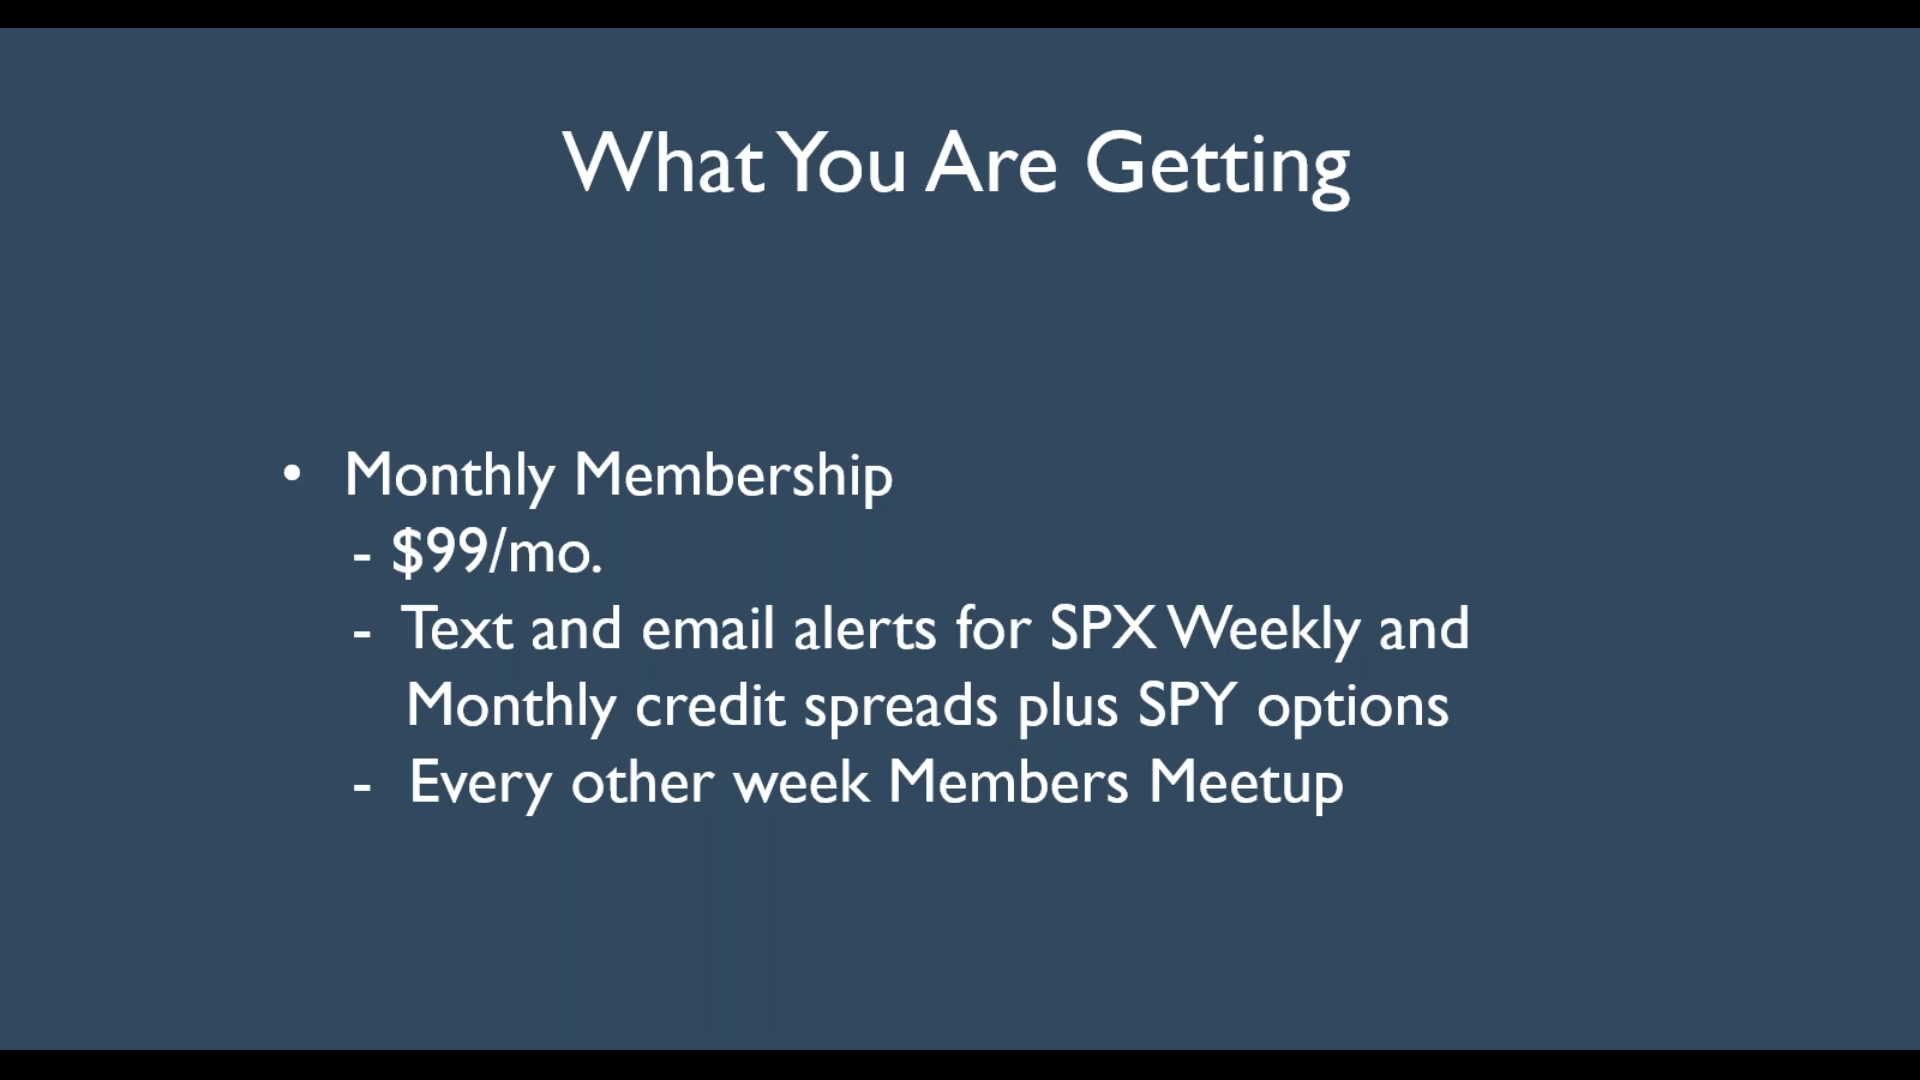 What You Are Getting
• Monthly Membership
- $99/mo.
- Text and email alerts for SPX Weekly and
Monthly credit spreads plus SPY options
- Every other week Members Meetup